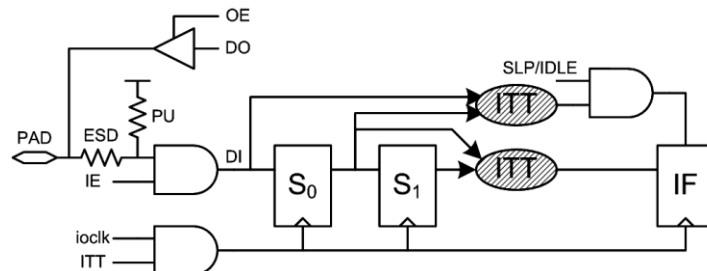 OE
DO
SLP/IDLE
ITT
PU
PAD
ESD
DI
IE
S0
S1
ITT
IF
ioclk
ITT